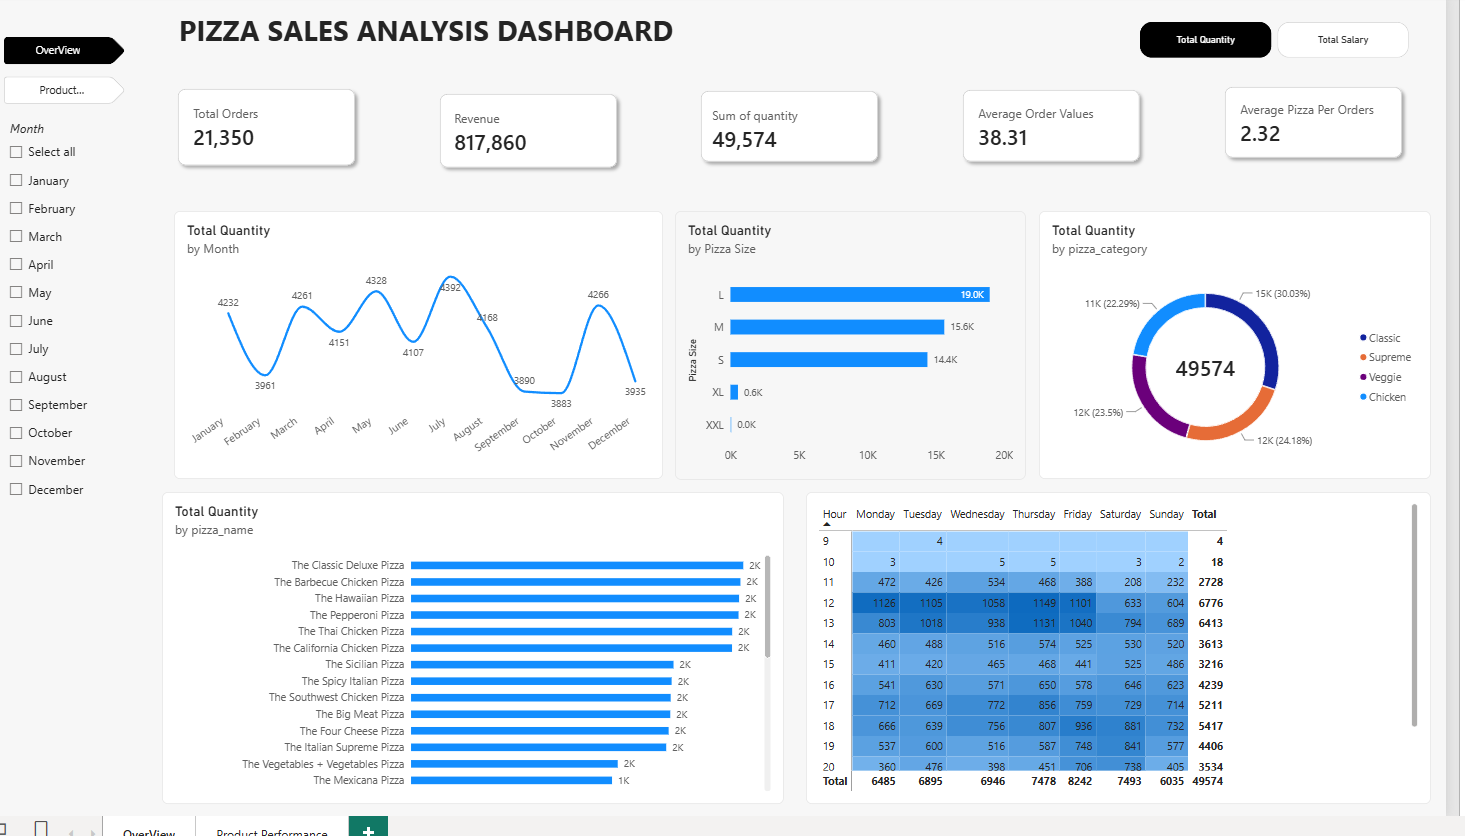 PIZZA SALES ANALYSIS DASHBOARD
OverView
Product...
Total Quantity
Total Salary
Month
Select all
January
February
March
April
May
June
July
August
September
October
November
December
Total Orders
21,350
Revenue
817,860
Sum of quantity
49,574
Average Order Values
38.31
Average Pizza Per Orders
2.32
Total Quantity
by Month
4232
3961
4261
4151
4328
4107
4392
4168
3890
3883
4266
3935
January
February
March
April
May
June
July
August
September
October
November
December
Total Quantity
by Pizza Size
Pizza Size
L 19.0K
M 15.6K
S 14.4K
XL 0.6K
XXL 0.0K
0K 5K 10K 15K 20K
Total Quantity
by pizza_category
11K (22.29%)
15K (30.03%)
49574
12K (23.5%)
12K (24.18%)
Classic
Supreme
Veggie
Chicken
Total Quantity
by pizza_name
The Classic Deluxe Pizza 2K
The Barbecue Chicken Pizza 2K
The Hawaiian Pizza 2K
The Pepperoni Pizza 2K
The Thai Chicken Pizza 2K
The California Chicken Pizza 2K
The Sicilian Pizza 2K
The Spicy Italian Pizza 2K
The Southwest Chicken Pizza 2K
The Big Meat Pizza 2K
The Four Cheese Pizza 2K
The Italian Supreme Pizza 2K
The Vegetables + Vegetables Pizza 2K
The Mexicana Pizza 1K
Hour Monday Tuesday Wednesday Thursday Friday Saturday Sunday Total
9 4 4
10 3 5 5 3 2 18
11 472 426 534 468 388 208 232 2728
12 1126 1105 1058 1149 1101 633 604 6776
13 803 1018 938 1131 1040 794 689 6413
14 460 488 516 574 525 530 520 3613
15 411 420 465 468 441 525 486 3216
16 541 630 571 650 578 646 623 4239
17 712 669 772 856 759 729 714 5211
18 666 639 756 807 936 881 732 5417
19 537 600 516 587 748 841 577 4406
20 360 476 398 451 706 738 405 3534
Total 6485 6895 6946 7478 8242 7493 6035 49574
OverView
Product Performance
+